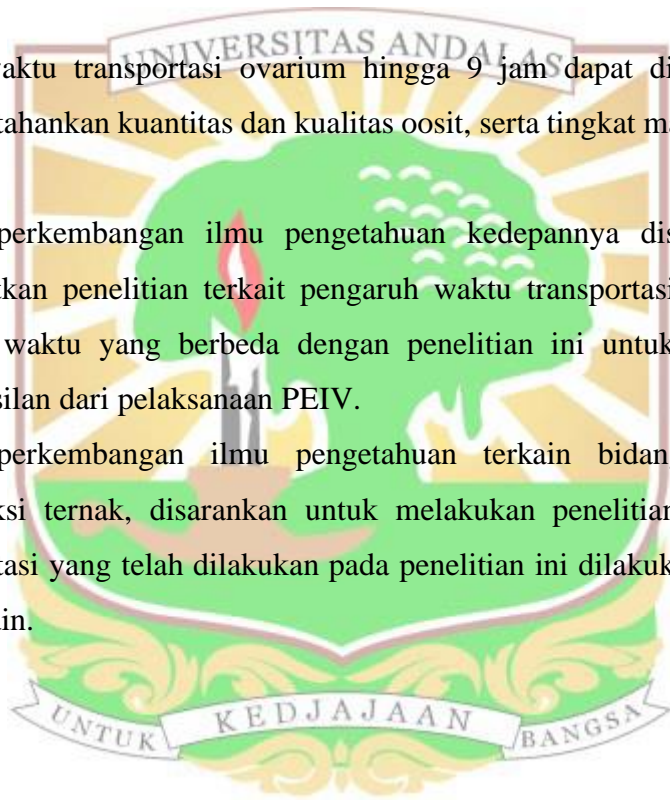 UNIVERSITAS ANDALAS
waktu transportasi ovarium hingga 9 jam dapat di
tahankan kuantitas dan kualitas oosit, serta tingkat ma
perkembangan ilmu pengetahuan kedepannya dis
kan penelitian terkait pengaruh waktu transportasi
waktu yang berbeda dengan penelitian ini untuk
silan dari pelaksanaan PEIV.
perkembangan ilmu pengetahuan terkain bidan
si ternak, disarankan untuk melakukan penelitian
tasi yang telah dilakukan pada penelitian ini dilakuk
in.
UNTUK KEDJAJAAN BANGSA